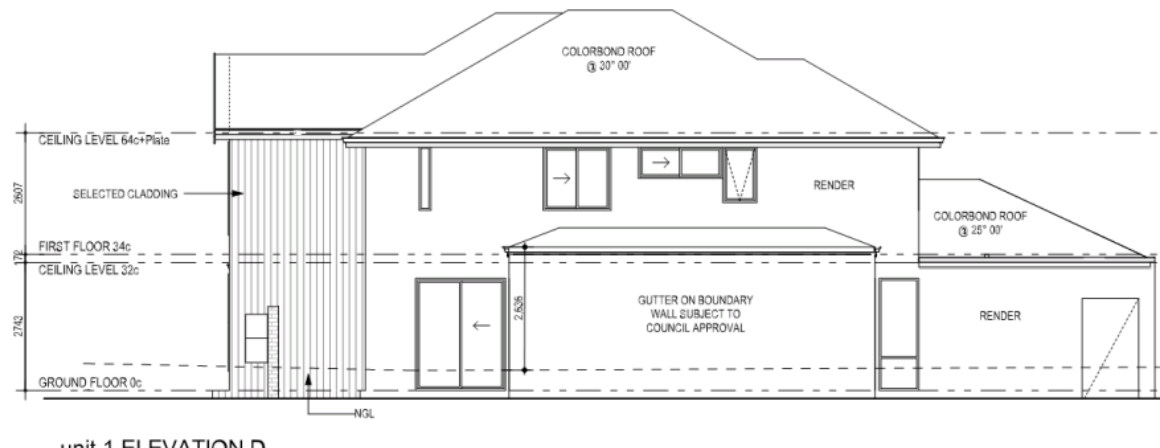 COLORBOND ROOF
@ 30° 00'
CEILING LEVEL 64c+Plate
SELECTED CLADDING
RENDER
2607
COLORBOND ROOF
@ 25° 00'
FIRST FLOOR 34c
172
CEILING LEVEL 32c
GUTTER ON BOUNDARY
WALL SUBJECT TO
COUNCIL APPROVAL
2,636
RENDER
2743
GROUND FLOOR 0c
NGL
unit 1 ELEVATION D